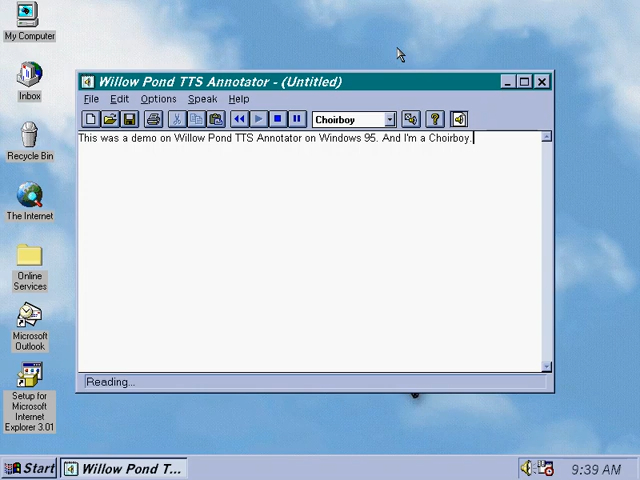 My Computer
Inbox
Recycle Bin
The Internet
Online
Services
Microsoft
Outlook
Setup for
Microsoft
Internet
Explorer 3.01
Willow Pond TTS Annotator - (Untitled)
File Edit Options Speak Help
Choirboy
This was a demo on Willow Pond TTS Annotator on Windows 95. And I'm a Choirboy.
Reading...
Start
Willow Pond T...
9:39 AM